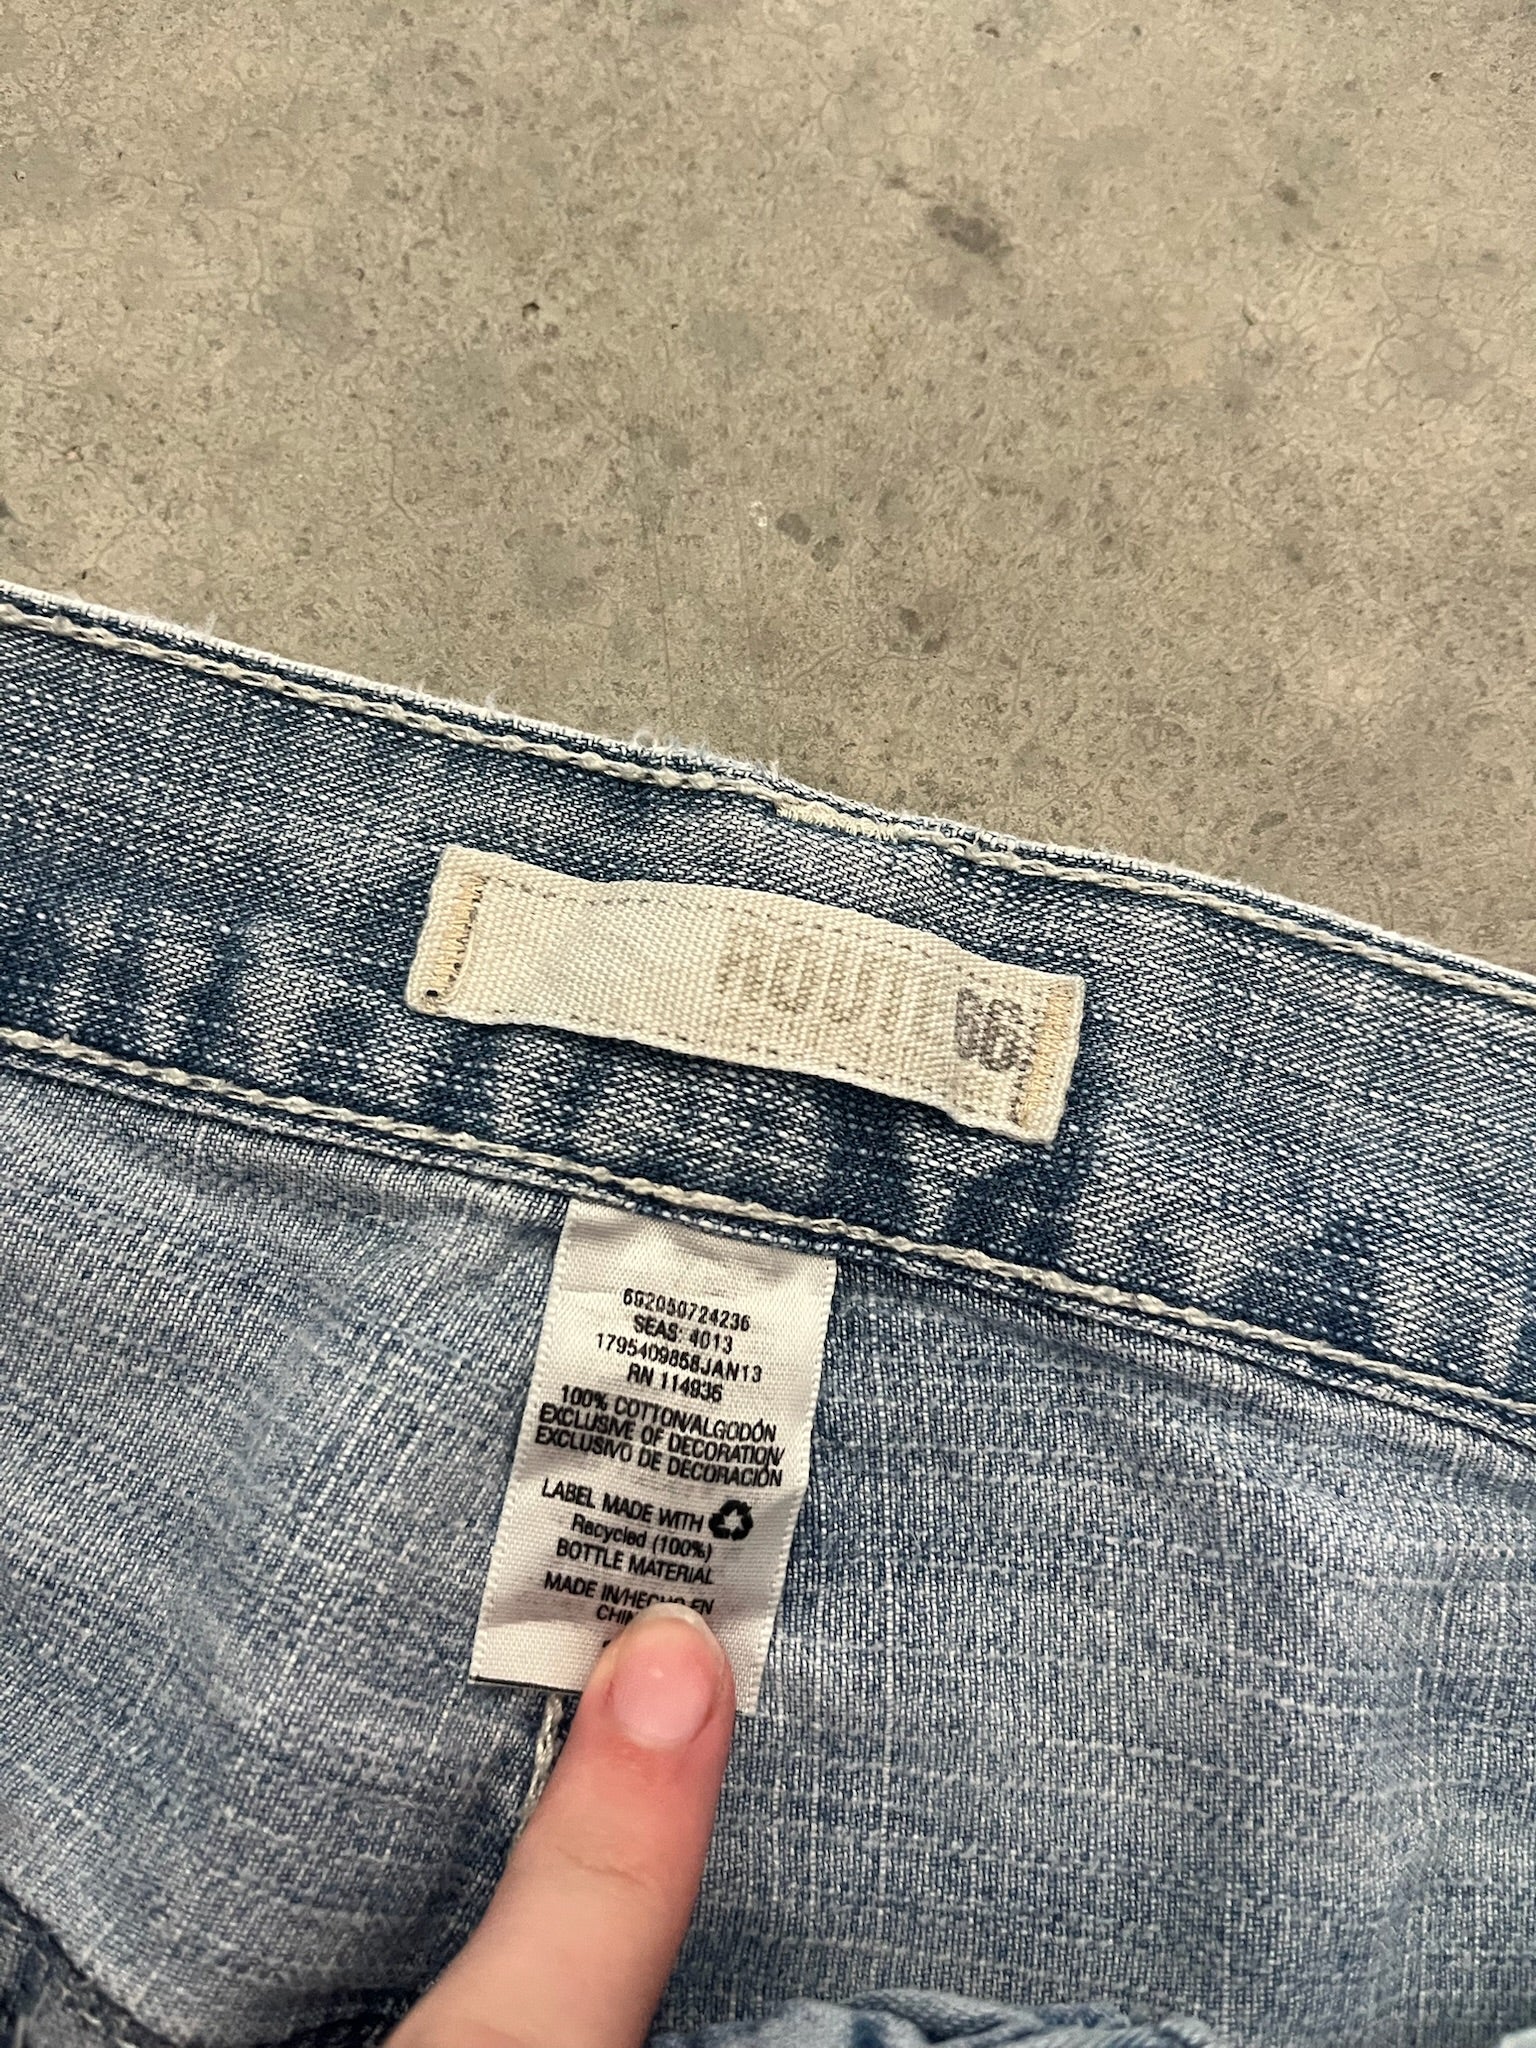 692050724236
SEAS: 4013
1795409858JAN13
RN 114936
100% COTTON/ALGODÓN
EXCLUSIVE OF DECORATION/
EXCLUSIVO DE DECORACIÓN
LABEL MADE WITH
Recycled (100%)
BOTTLE MATERIAL
MADE IN/HECHO EN